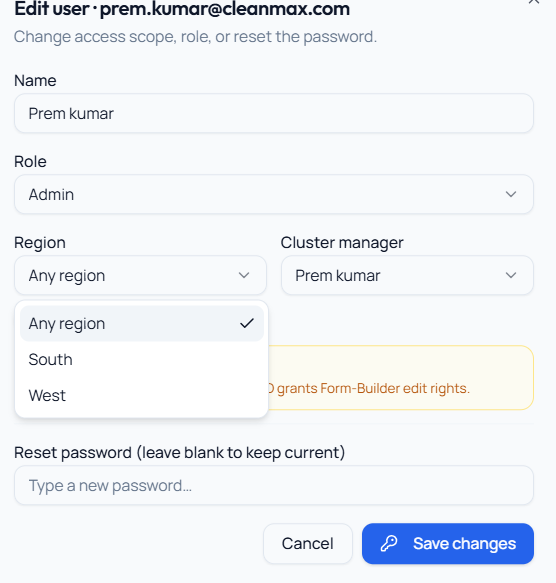 Edit user · prem.kumar@cleanmax.com
Change access scope, role, or reset the password.
Name
Prem kumar
Role
Admin
Region
Cluster manager
Any region
Prem kumar
Any region
South
West
grants Form-Builder edit rights.
Reset password (leave blank to keep current)
Type a new password...
Cancel
Save changes